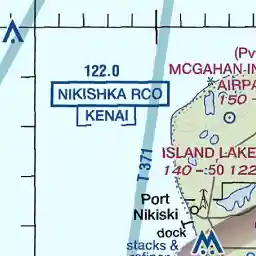 (Pv
122.0
MCGAHAN IN
AIRPA
NIKISHKA RCO
150 -
KENAI
ISLAND LAKE
T 371
140 - 50 122
Port
Nikiski
dock
stacks &